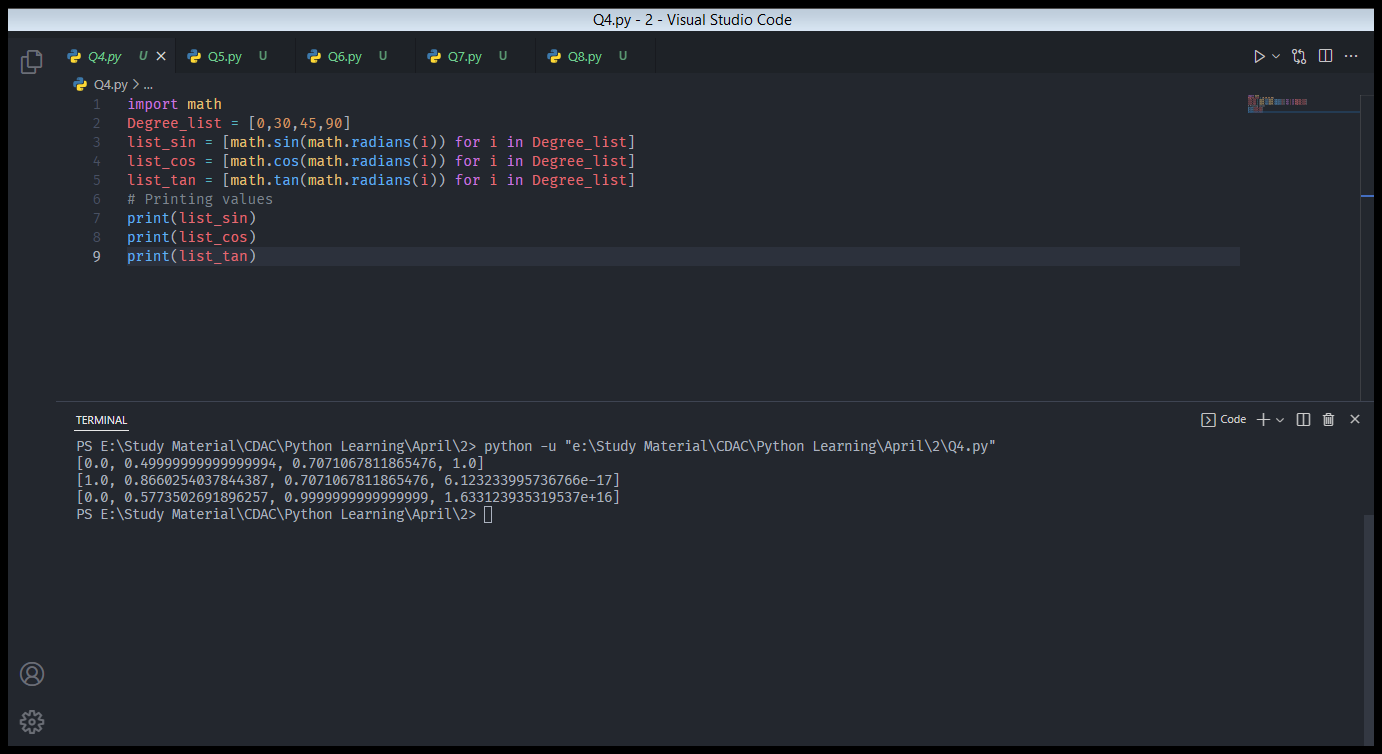 Q4.py - 2 - Visual Studio Code
Q4.py U Q5.py U Q6.py U Q7.py U Q8.py U
Q4.py > ...
1 import math
2 Degree_list = [0,30,45,90]
3 list_sin = [math.sin(math.radians(i)) for i in Degree_list]
4 list_cos = [math.cos(math.radians(i)) for i in Degree_list]
5 list_tan = [math.tan(math.radians(i)) for i in Degree_list]
6 # Printing values
7 print(list_sin)
8 print(list_cos)
9 print(list_tan)
TERMINAL Code
PS E:\Study Material\CDAC\Python Learning\April\2> python -u "e:\Study Material\CDAC\Python Learning\April\2\Q4.py"
[0.0, 0.49999999999999994, 0.7071067811865476, 1.0]
[1.0, 0.8660254037844387, 0.7071067811865476, 6.123233995736766e-17]
[0.0, 0.5773502691896257, 0.9999999999999999, 1.633123935319537e+16]
PS E:\Study Material\CDAC\Python Learning\April\2>